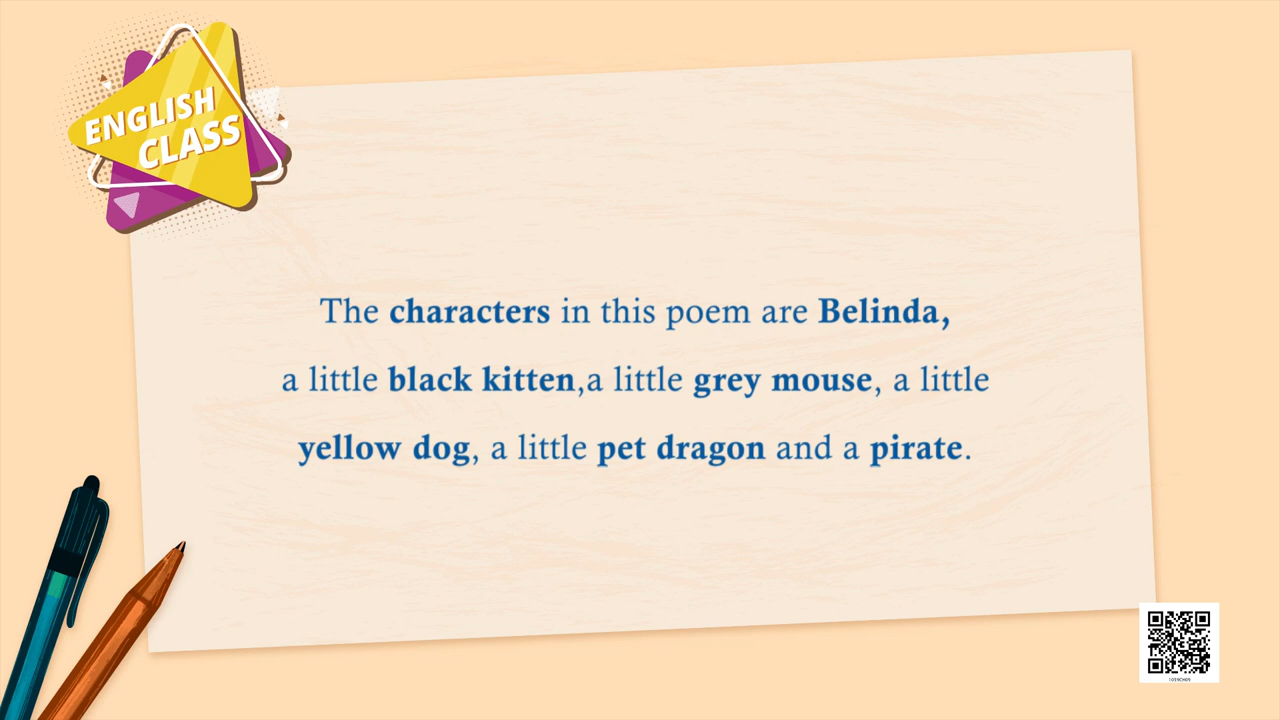 ENGLISH
CLASS
The characters in this poem are Belinda,
a little black kitten,a little grey mouse, a little
yellow dog, a little pet dragon and a pirate.